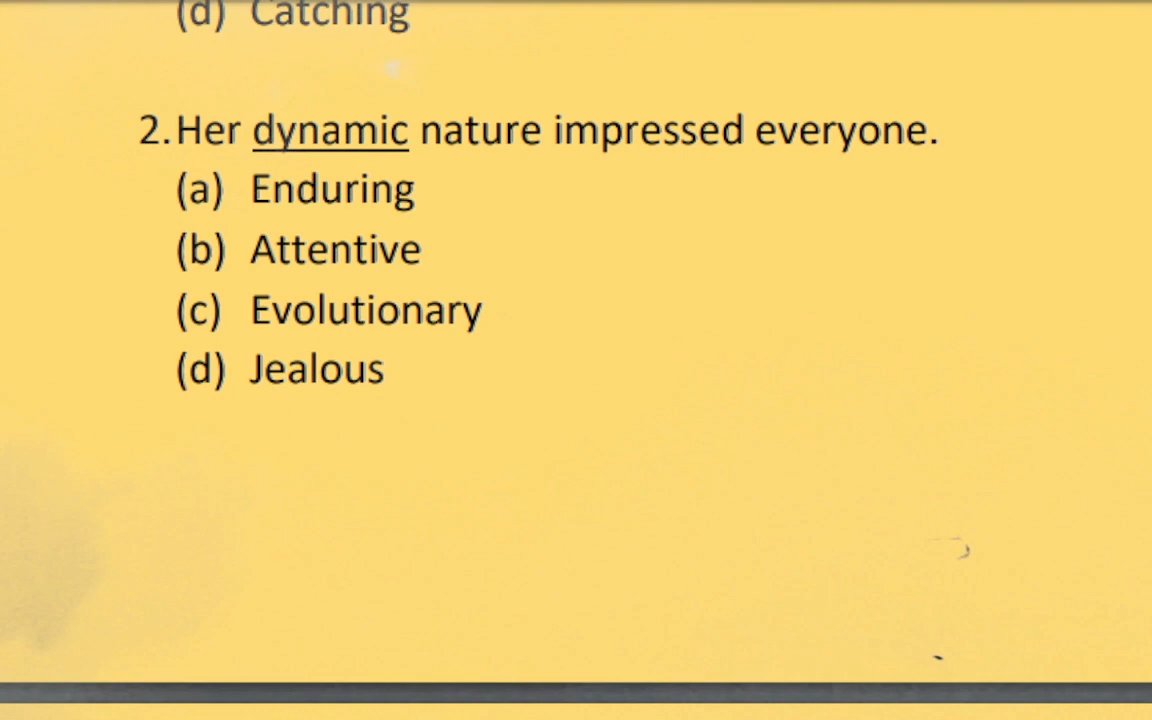 (d) Catching
2. Her dynamic nature impressed everyone.
(a) Enduring
(b) Attentive
(c) Evolutionary
(d) Jealous